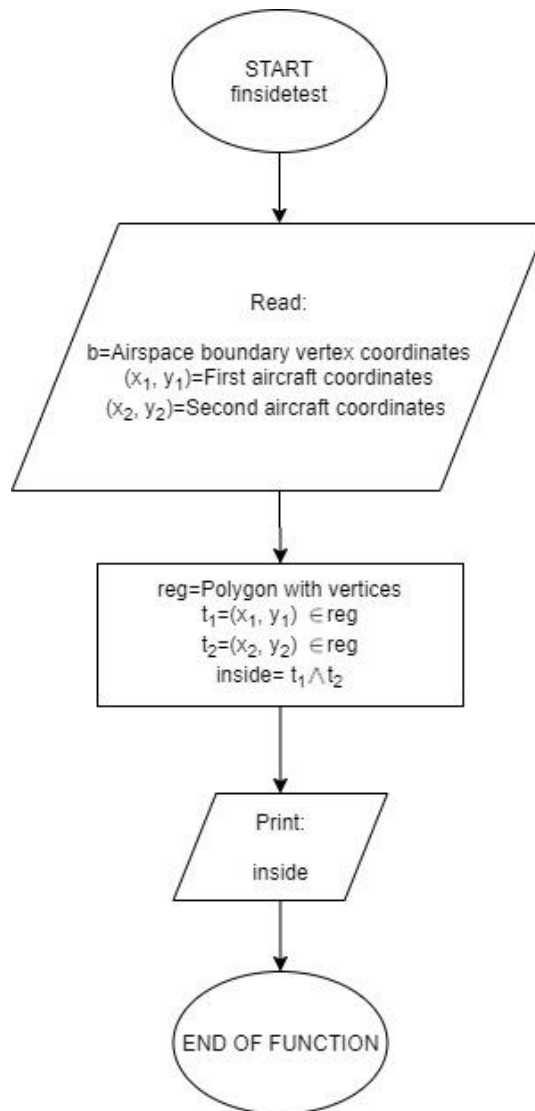 START
finsidetest
Read:
b=Airspace boundary vertex coordinates
(x₁, y₁)=First aircraft coordinates
(x₂, y₂)=Second aircraft coordinates
reg=Polygon with vertices
t₁=(x₁, y₁) ∈reg
t₂=(x₂, y₂) ∈reg
inside= t₁∧t₂
Print:
inside
END OF FUNCTION